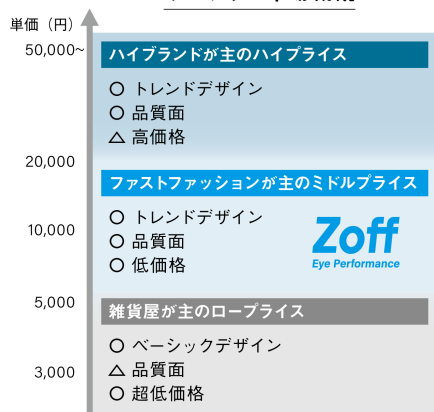 単価（円）
50,000~
ハイブランドが主のハイプライス
○ トレンドデザイン
○ 品質面
△ 高価格
20,000
ファストファッションが主のミドルプライス
10,000
○ トレンドデザイン
○ 品質面
○ 低価格
Zoff
Eye Performance
5,000
雑貨屋が主のロープライス
3,000
○ ベーシックデザイン
△ 品質面
○ 超低価格